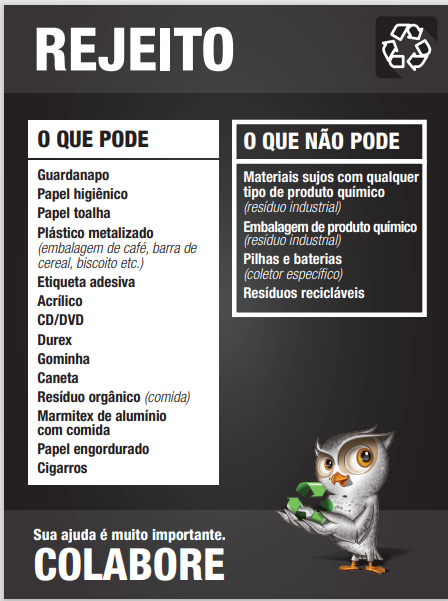 REJEITO
O QUE PODE
Guardanapo
Papel higiênico
Papel toalha
Plástico metalizado
(embalagem de café, barra de
cereal, biscoito etc.)
Etiqueta adesiva
Acrílico
CD/DVD
Durex
Gominha
Caneta
Resíduo orgânico (comida)
Marmitex de alumínio
com comida
Papel engordurado
Cigarros
O QUE NÃO PODE
Materiais sujos com qualquer
tipo de produto químico
(resíduo industrial)
Embalagem de produto químico
(resíduo industrial)
Pilhas e baterias
(coletor específico)
Resíduos recicláveis
Sua ajuda é muito importante.
COLABORE